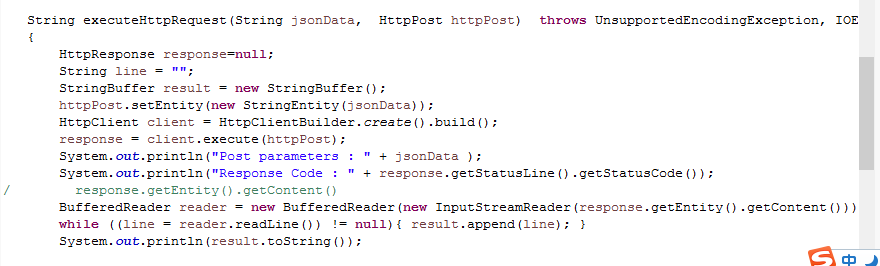 String executeHttpRequest(String jsonData,  HttpPost httpPost)  throws UnsupportedEncodingException, IOE
{
    HttpResponse response=null;
    String line = "";
    StringBuffer result = new StringBuffer();
    httpPost.setEntity(new StringEntity(jsonData));
    HttpClient client = HttpClientBuilder.create().build();
    response = client.execute(httpPost);
    System.out.println("Post parameters : " + jsonData );
    System.out.println("Response Code : " + response.getStatusLine().getStatusCode());
/     response.getEntity().getContent()
    BufferedReader reader = new BufferedReader(new InputStreamReader(response.getEntity().getContent()))
    while ((line = reader.readLine()) != null){ result.append(line); }
    System.out.println(result.toString());
S 中